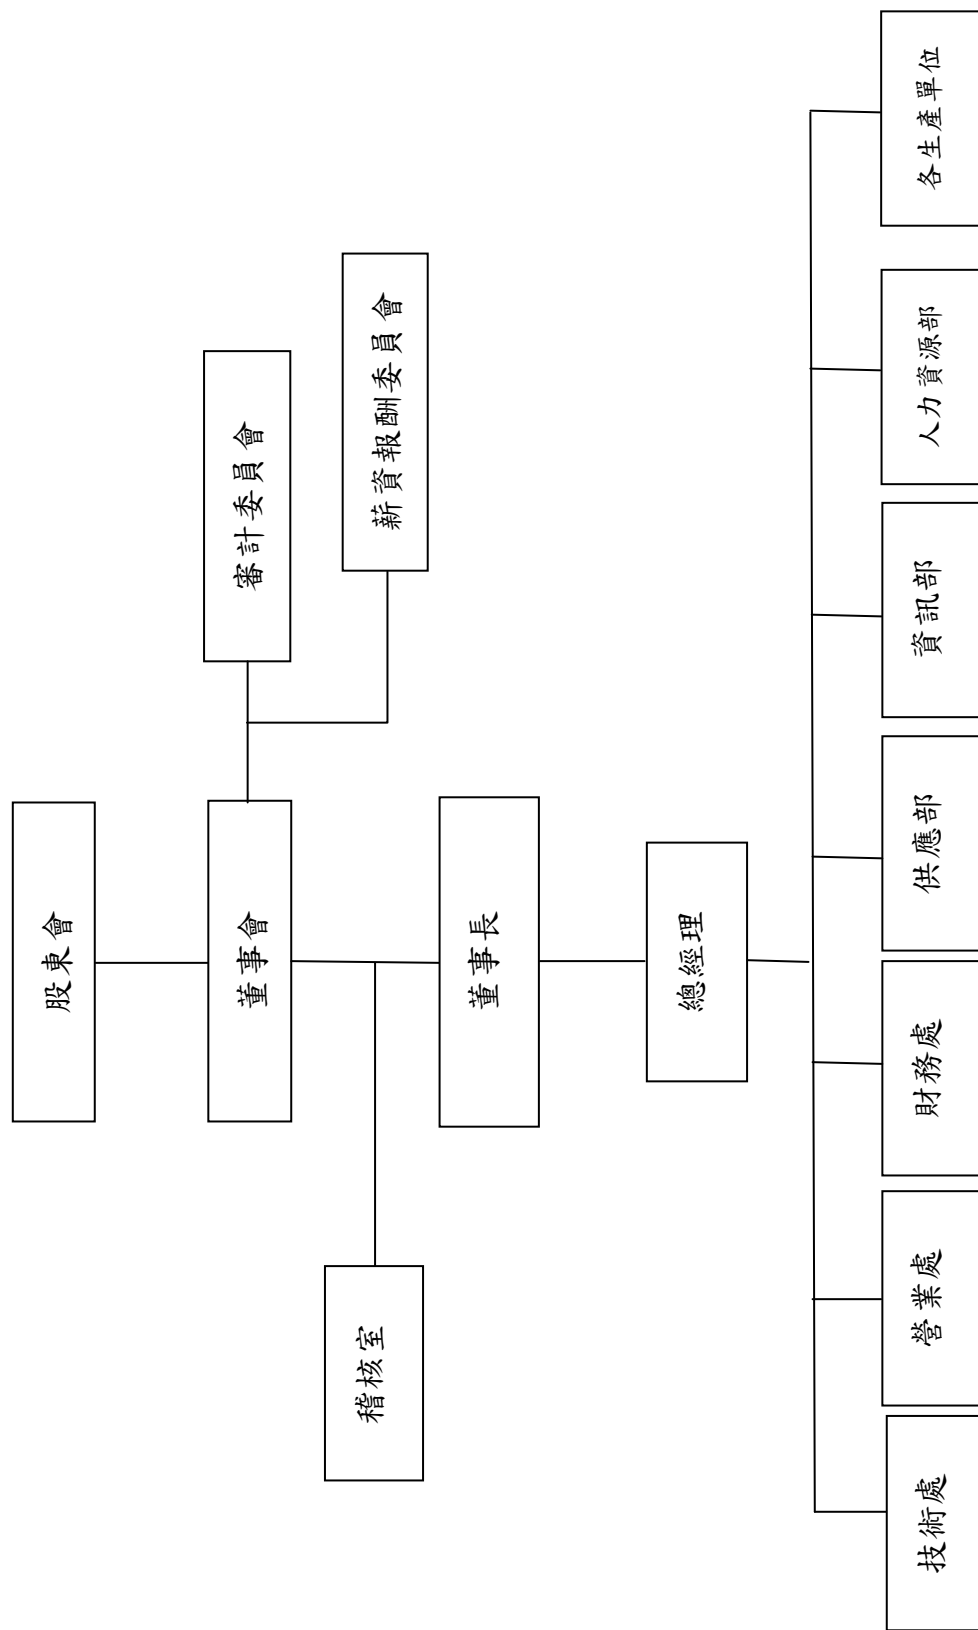 股東會
董事會
審計委員會
薪資報酬委員會
稽核室
董事長
總經理
技術處
營業處
財務處
供應部
資訊部
人力資源部
各生產單位